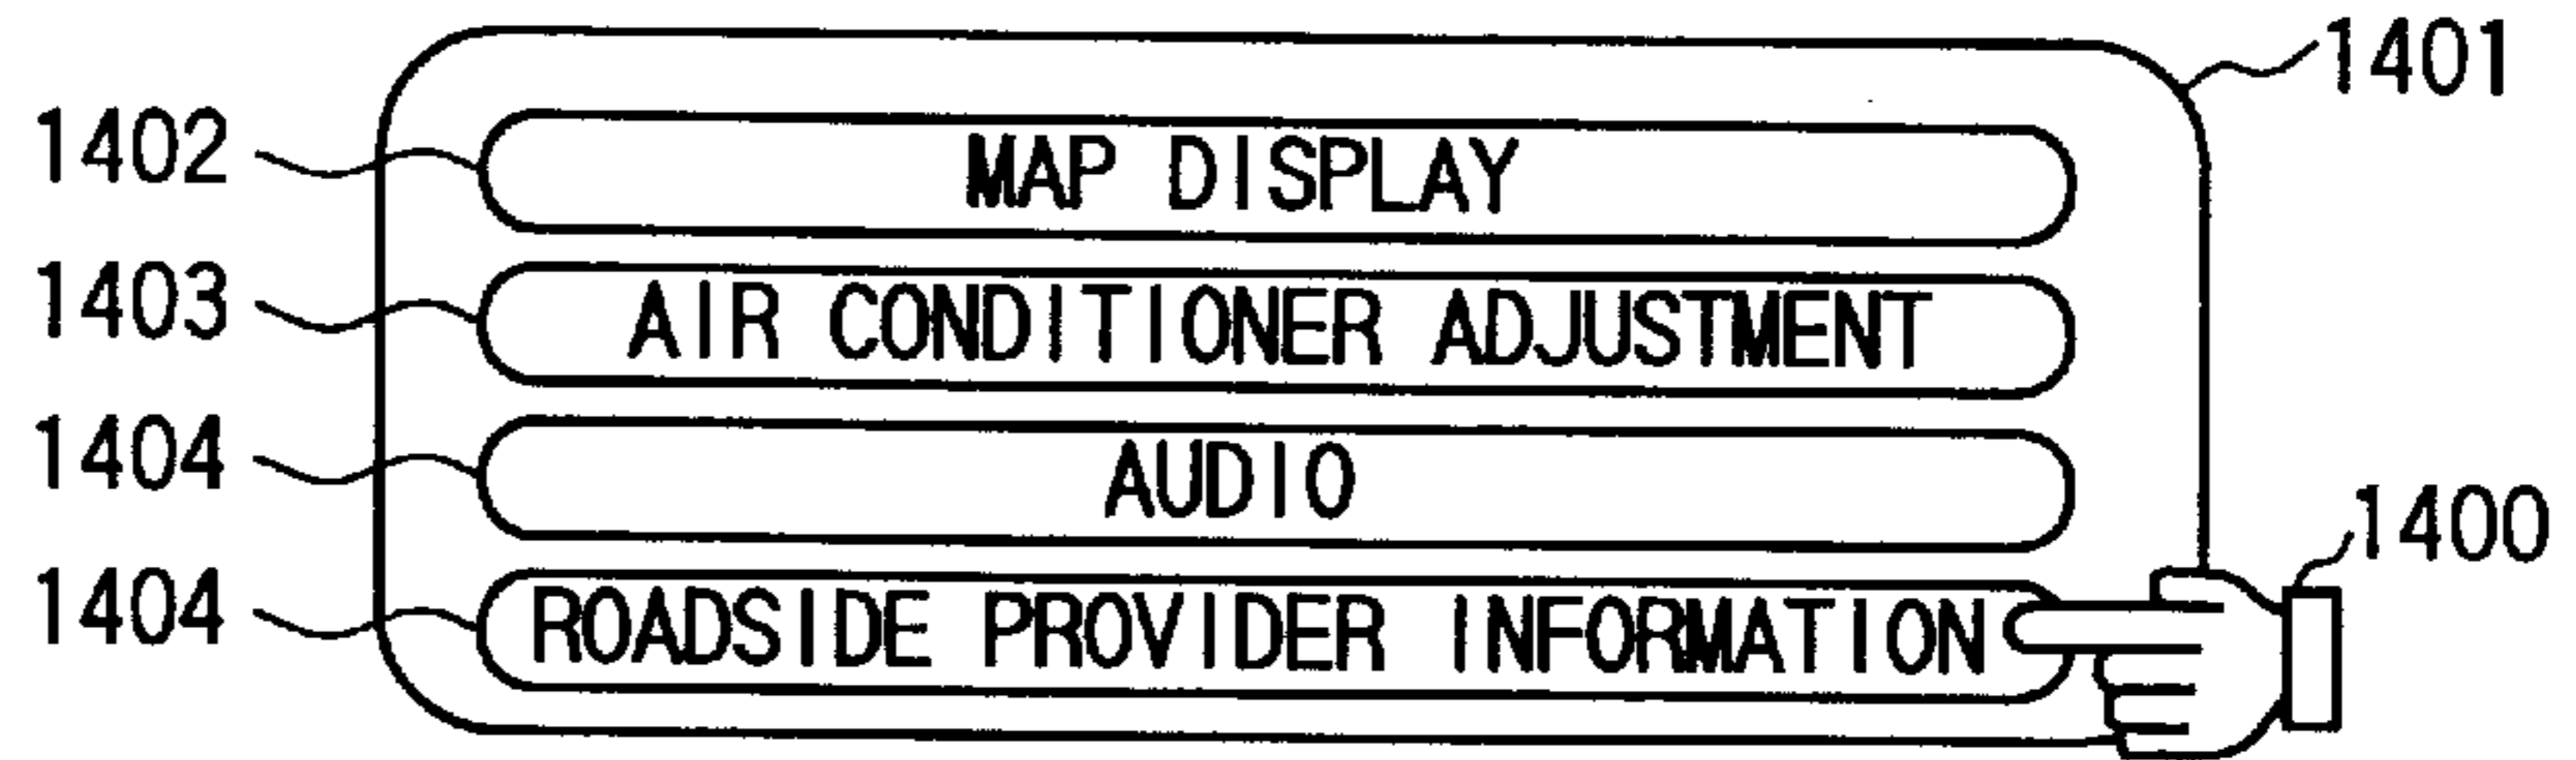 1401
1402 MAP DISPLAY
1403 AIR CONDITIONER ADJUSTMENT
1404 AUDIO
1400
1404 ROADSIDE PROVIDER INFORMATION